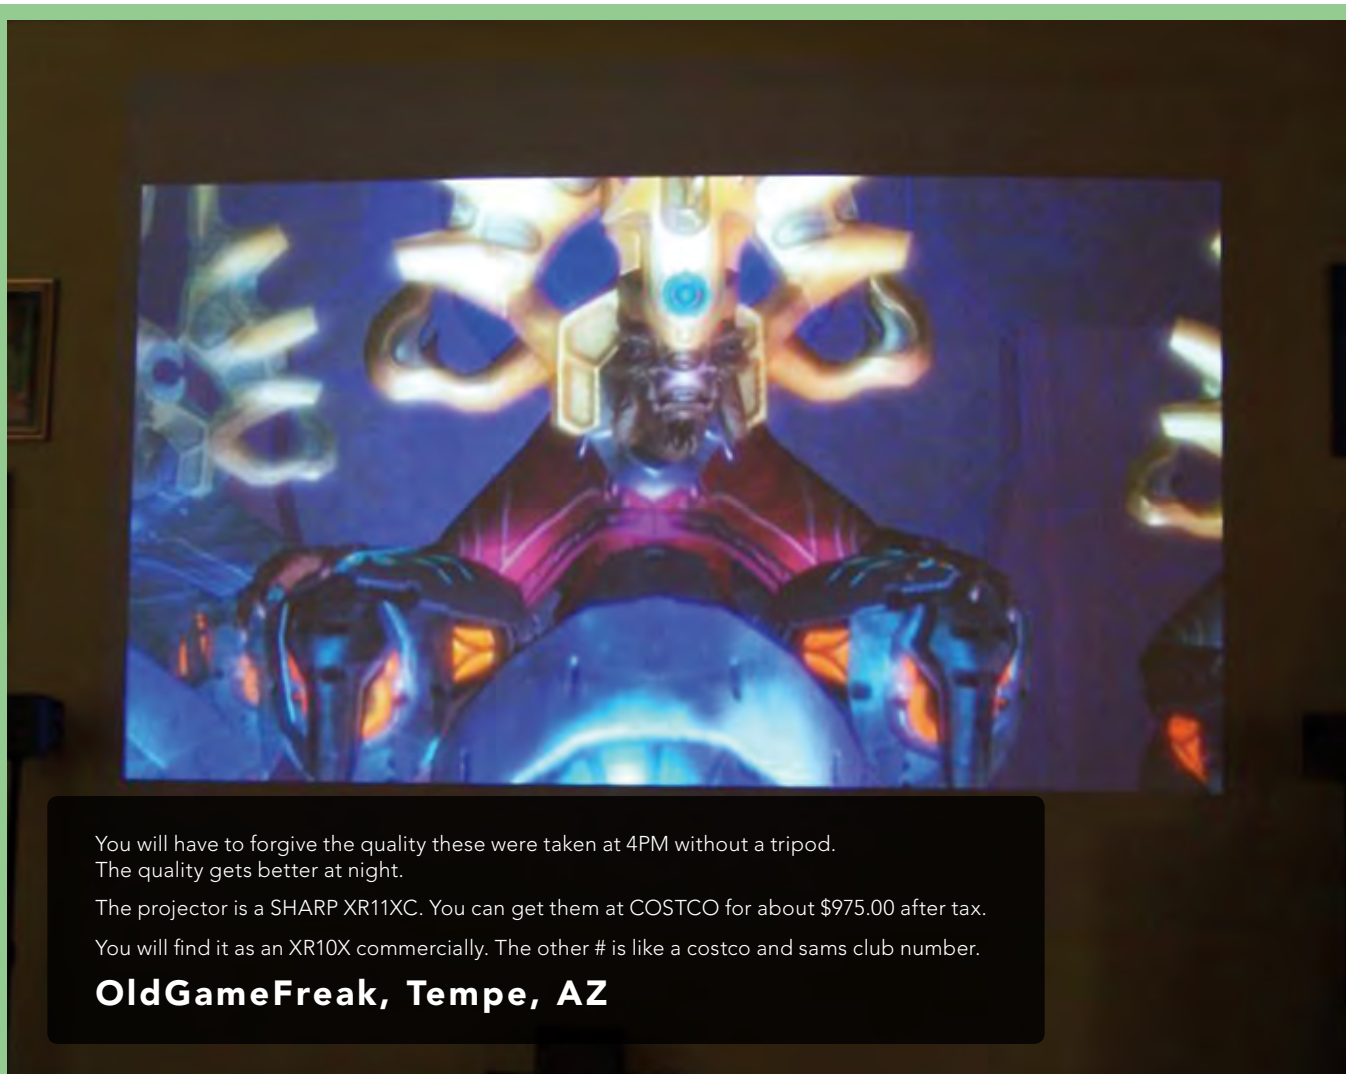 You will have to forgive the quality these were taken at 4PM without a tripod.
The quality gets better at night.
The projector is a SHARP XR11XC. You can get them at COSTCO for about $975.00 after tax.
You will find it as an XR10X commercially. The other # is like a costco and sams club number.
OldGameFreak, Tempe, AZ